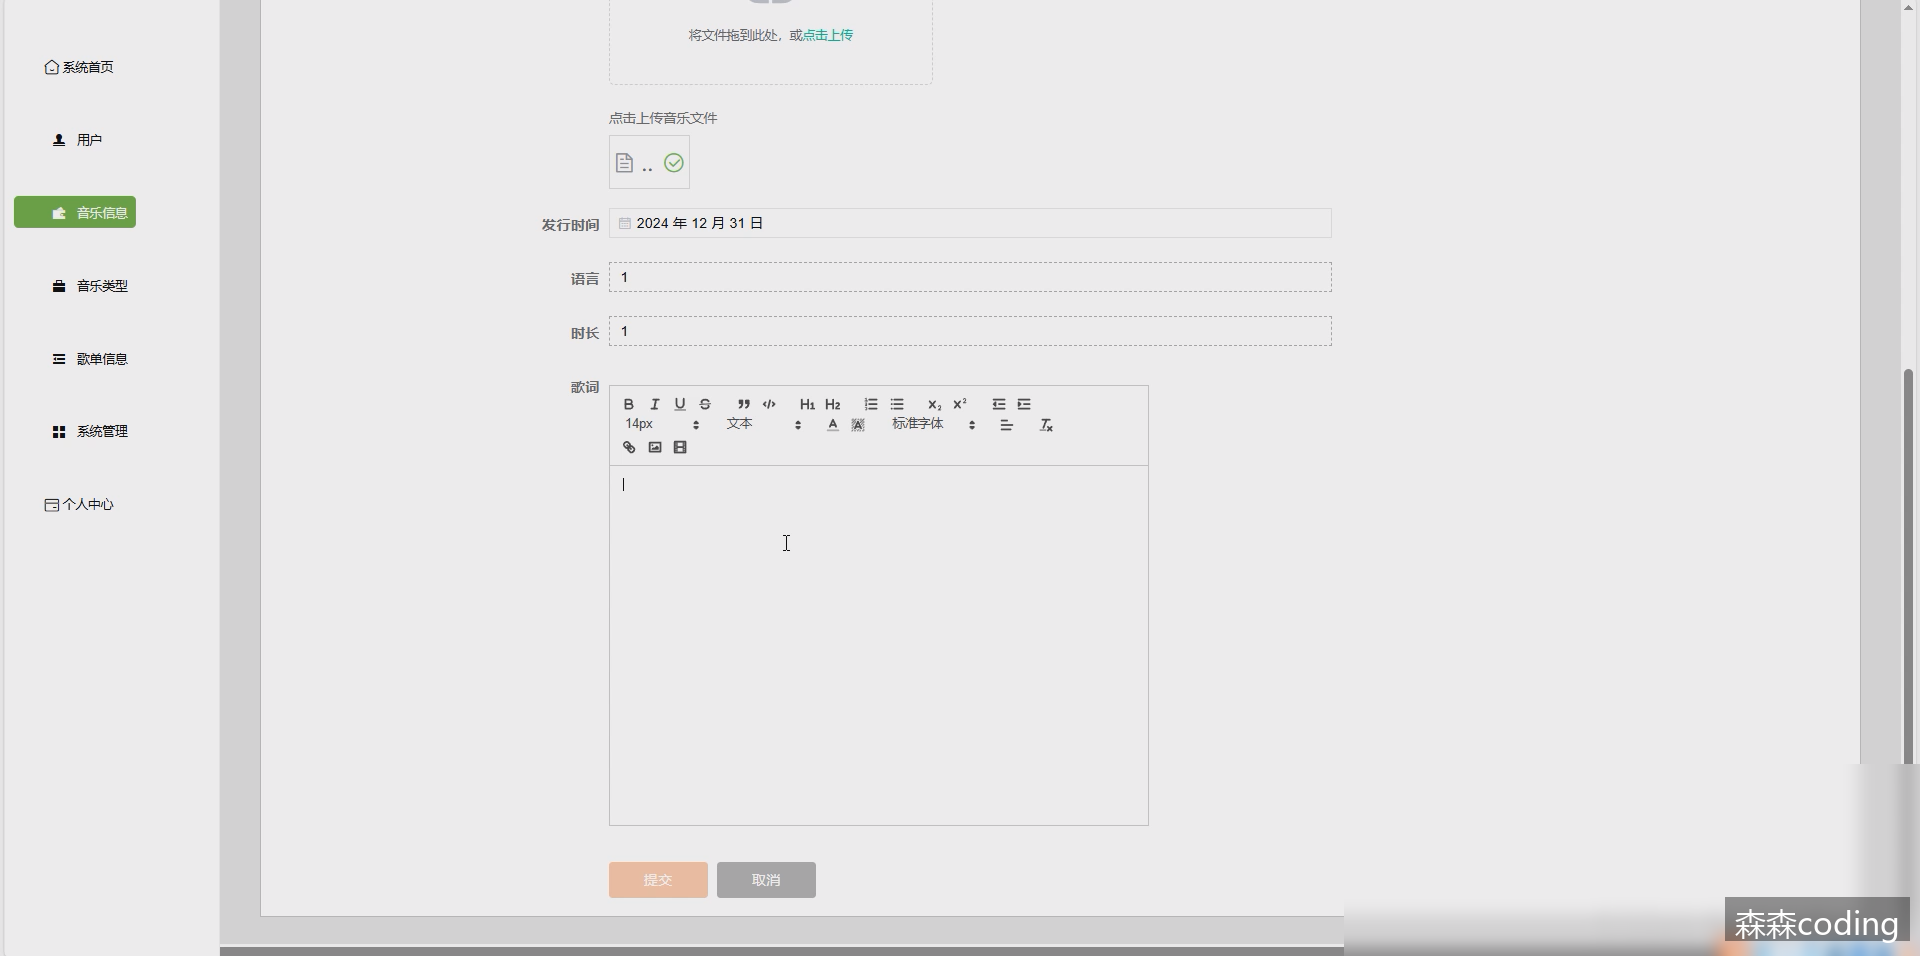 系统首页
用户
音乐信息
音乐类型
歌单信息
系统管理
个人中心
将文件拖到此处，或点击上传
点击上传音乐文件
..
发行时间
2024 年 12 月 31 日
语言
1
时长
1
歌词
B I U S H1 H2 X2 X2
14px 文本 A A 标准字体 Tx
提交
取消
森森coding